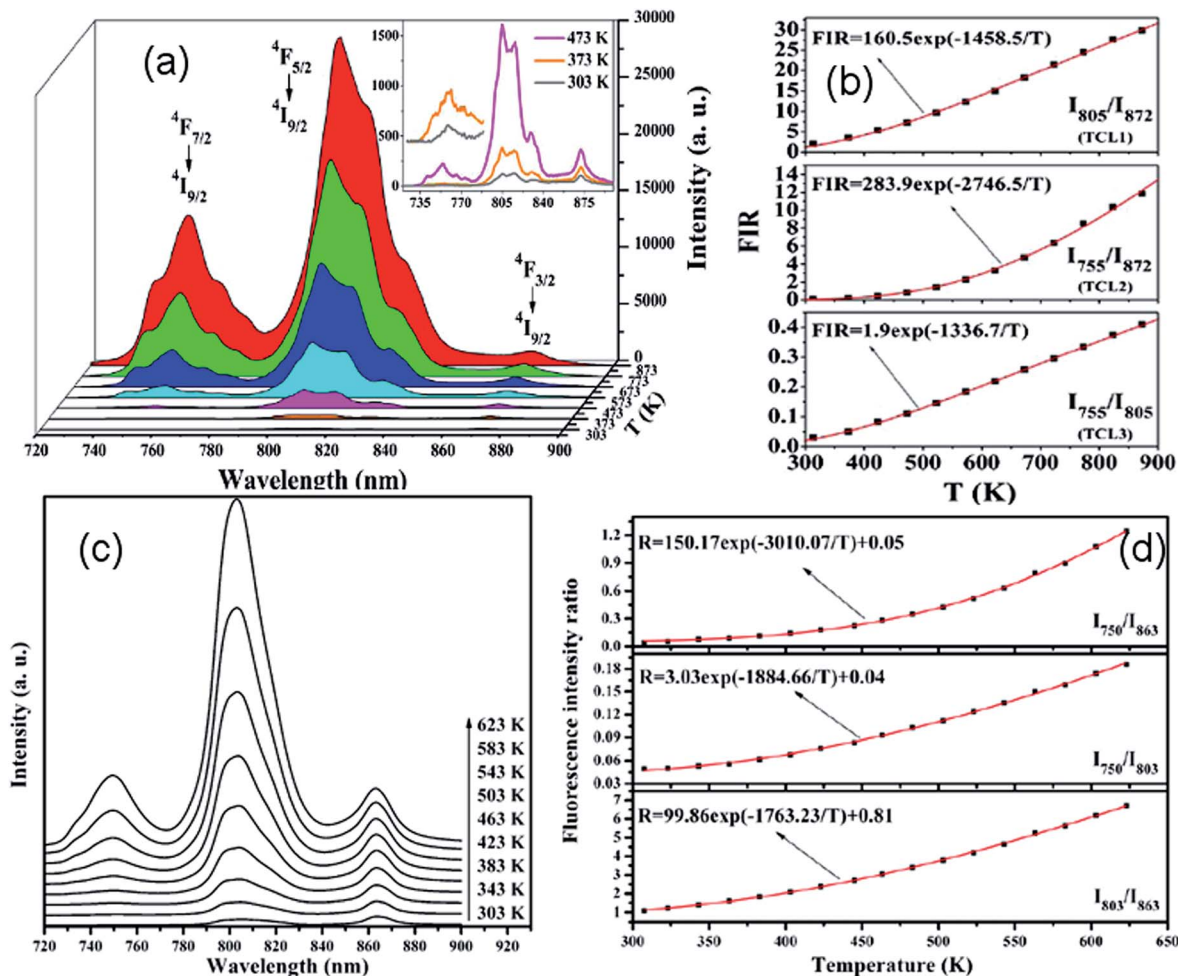 (a)
⁴F₇/₂
⁴I₉/₂
⁴F₅/₂
⁴I₉/₂
⁴F₃/₂
⁴I₉/₂
1500
1000
500
0
735 770 805 840 875
473 K
373 K
303 K
30000
25000
20000
15000
10000
5000
0
Intensity (a. u.)
873
773
673
573
473
373
303
T (K)
720 740 760 780 800 820 840 860 880 900
Wavelength (nm)
(b)
FIR
30
25
20
15
10
5
0
FIR=160.5exp(-1458.5/T)
I₈₀₅/I₈₇₂
(TCL1)
14
12
10
8
6
4
2
0
FIR=283.9exp(-2746.5/T)
I₇₅₅/I₈₇₂
(TCL2)
0.4
0.3
0.2
0.1
0.0
FIR=1.9exp(-1336.7/T)
I₇₅₅/I₈₀₅
(TCL3)
300 400 500 600 700 800 900
T (K)
(c)
Intensity (a. u.)
623 K
583 K
543 K
503 K
463 K
423 K
383 K
343 K
303 K
720 740 760 780 800 820 840 860 880 900 920
Wavelength (nm)
(d)
Fluorescence intensity ratio
1.2
0.9
0.6
0.3
0.0
R=150.17exp(-3010.07/T)+0.05
I₇₅₀/I₈₆₃
0.18
0.15
0.12
0.09
0.06
0.03
R=3.03exp(-1884.66/T)+0.04
I₇₅₀/I₈₀₃
7
6
5
4
3
2
1
R=99.86exp(-1763.23/T)+0.81
I₈₀₃/I₈₆₃
300 350 400 450 500 550 600 650
Temperature (K)